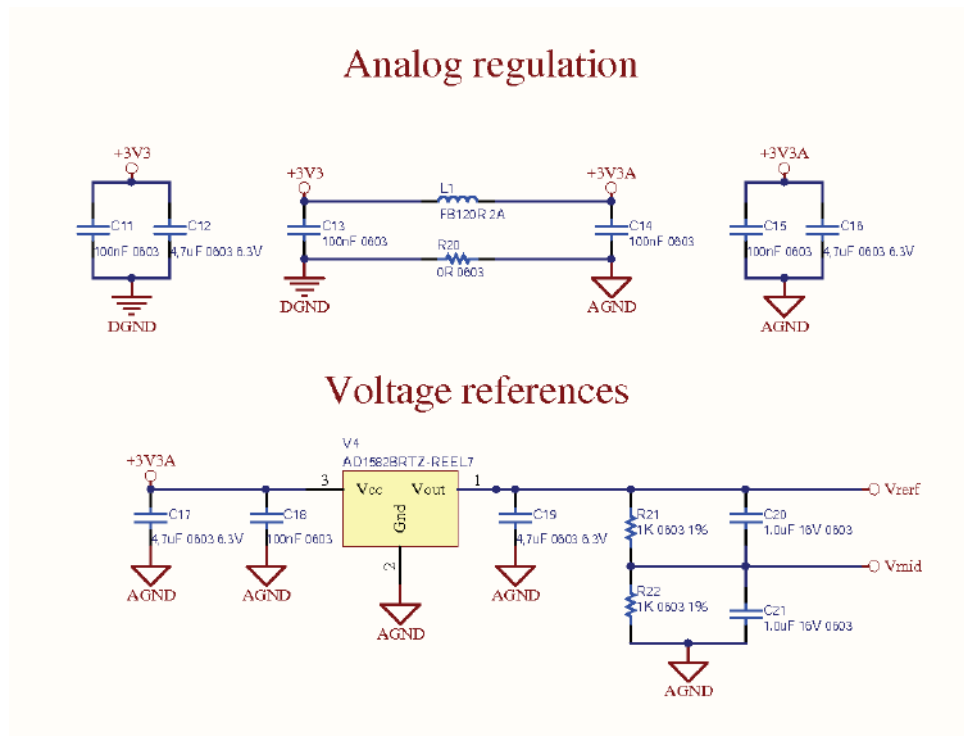 Analog regulation
+3V3
C11
100nF 0603
C12
4,7uF 0603 6.3V
DGND
+3V3
L1
FB120R 2A
+3V3A
C13
100nF 0603
C14
100nF 0603
R20
0R 0603
DGND
AGND
+3V3A
C15
100nF 0603
C16
4,7uF 0603 6.3V
AGND
Voltage references
+3V3A
C17
4,7uF 0603 6.3V
AGND
C18
100nF 0603
AGND
V4
AD1582BRTZ-REEL7
3
Vcc
Vout
1
Gnd
2
AGND
C19
4,7uF 0603 6.3V
AGND
R21
1K 0603 1%
C20
1.0uF 16V 0603
Vrerf
Vmid
R22
1K 0603 1%
C21
1.0uF 16V 0603
AGND